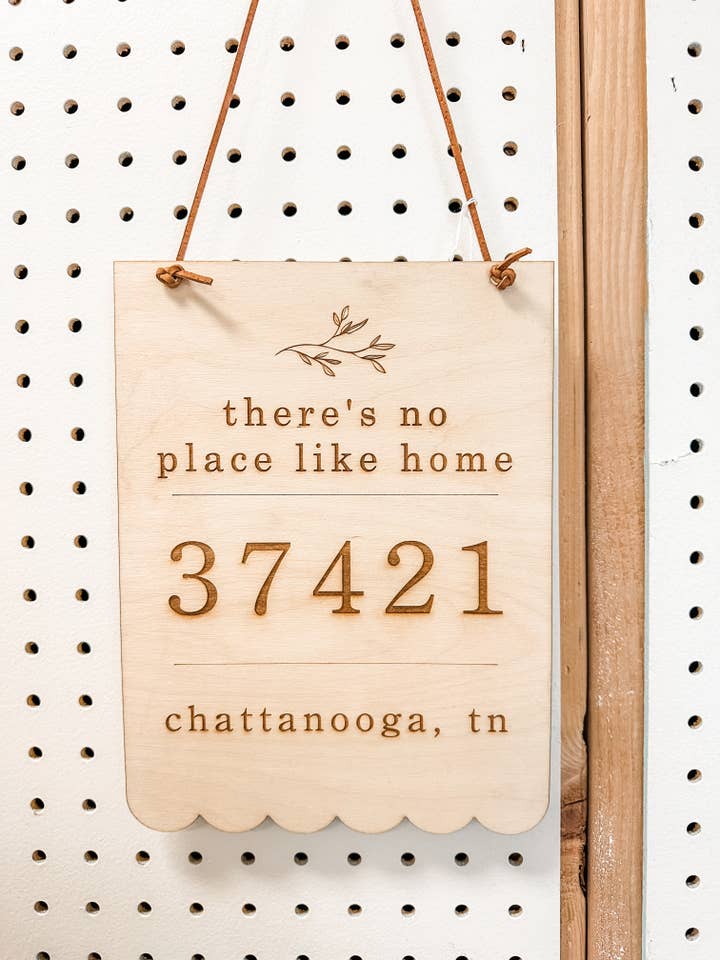 there's no
place like home
37421
chattanooga, tn